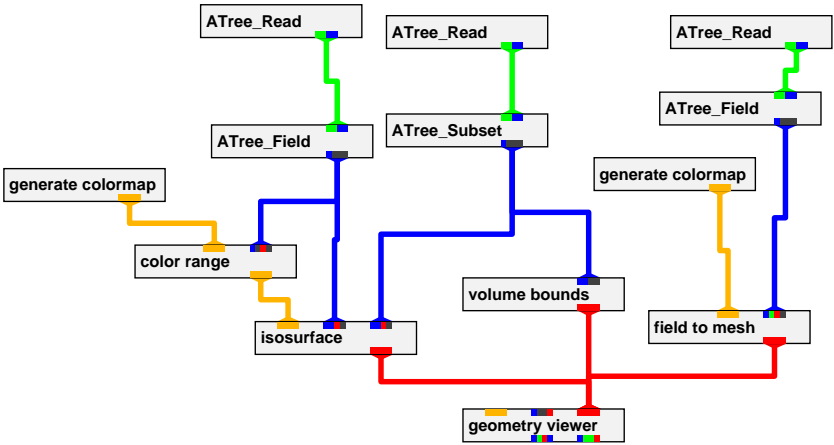 ATree_Read
ATree_Read
ATree_Read
ATree_Field
ATree_Field
ATree_Subset
generate colormap
generate colormap
color range
volume bounds
isosurface
field to mesh
geometry viewer